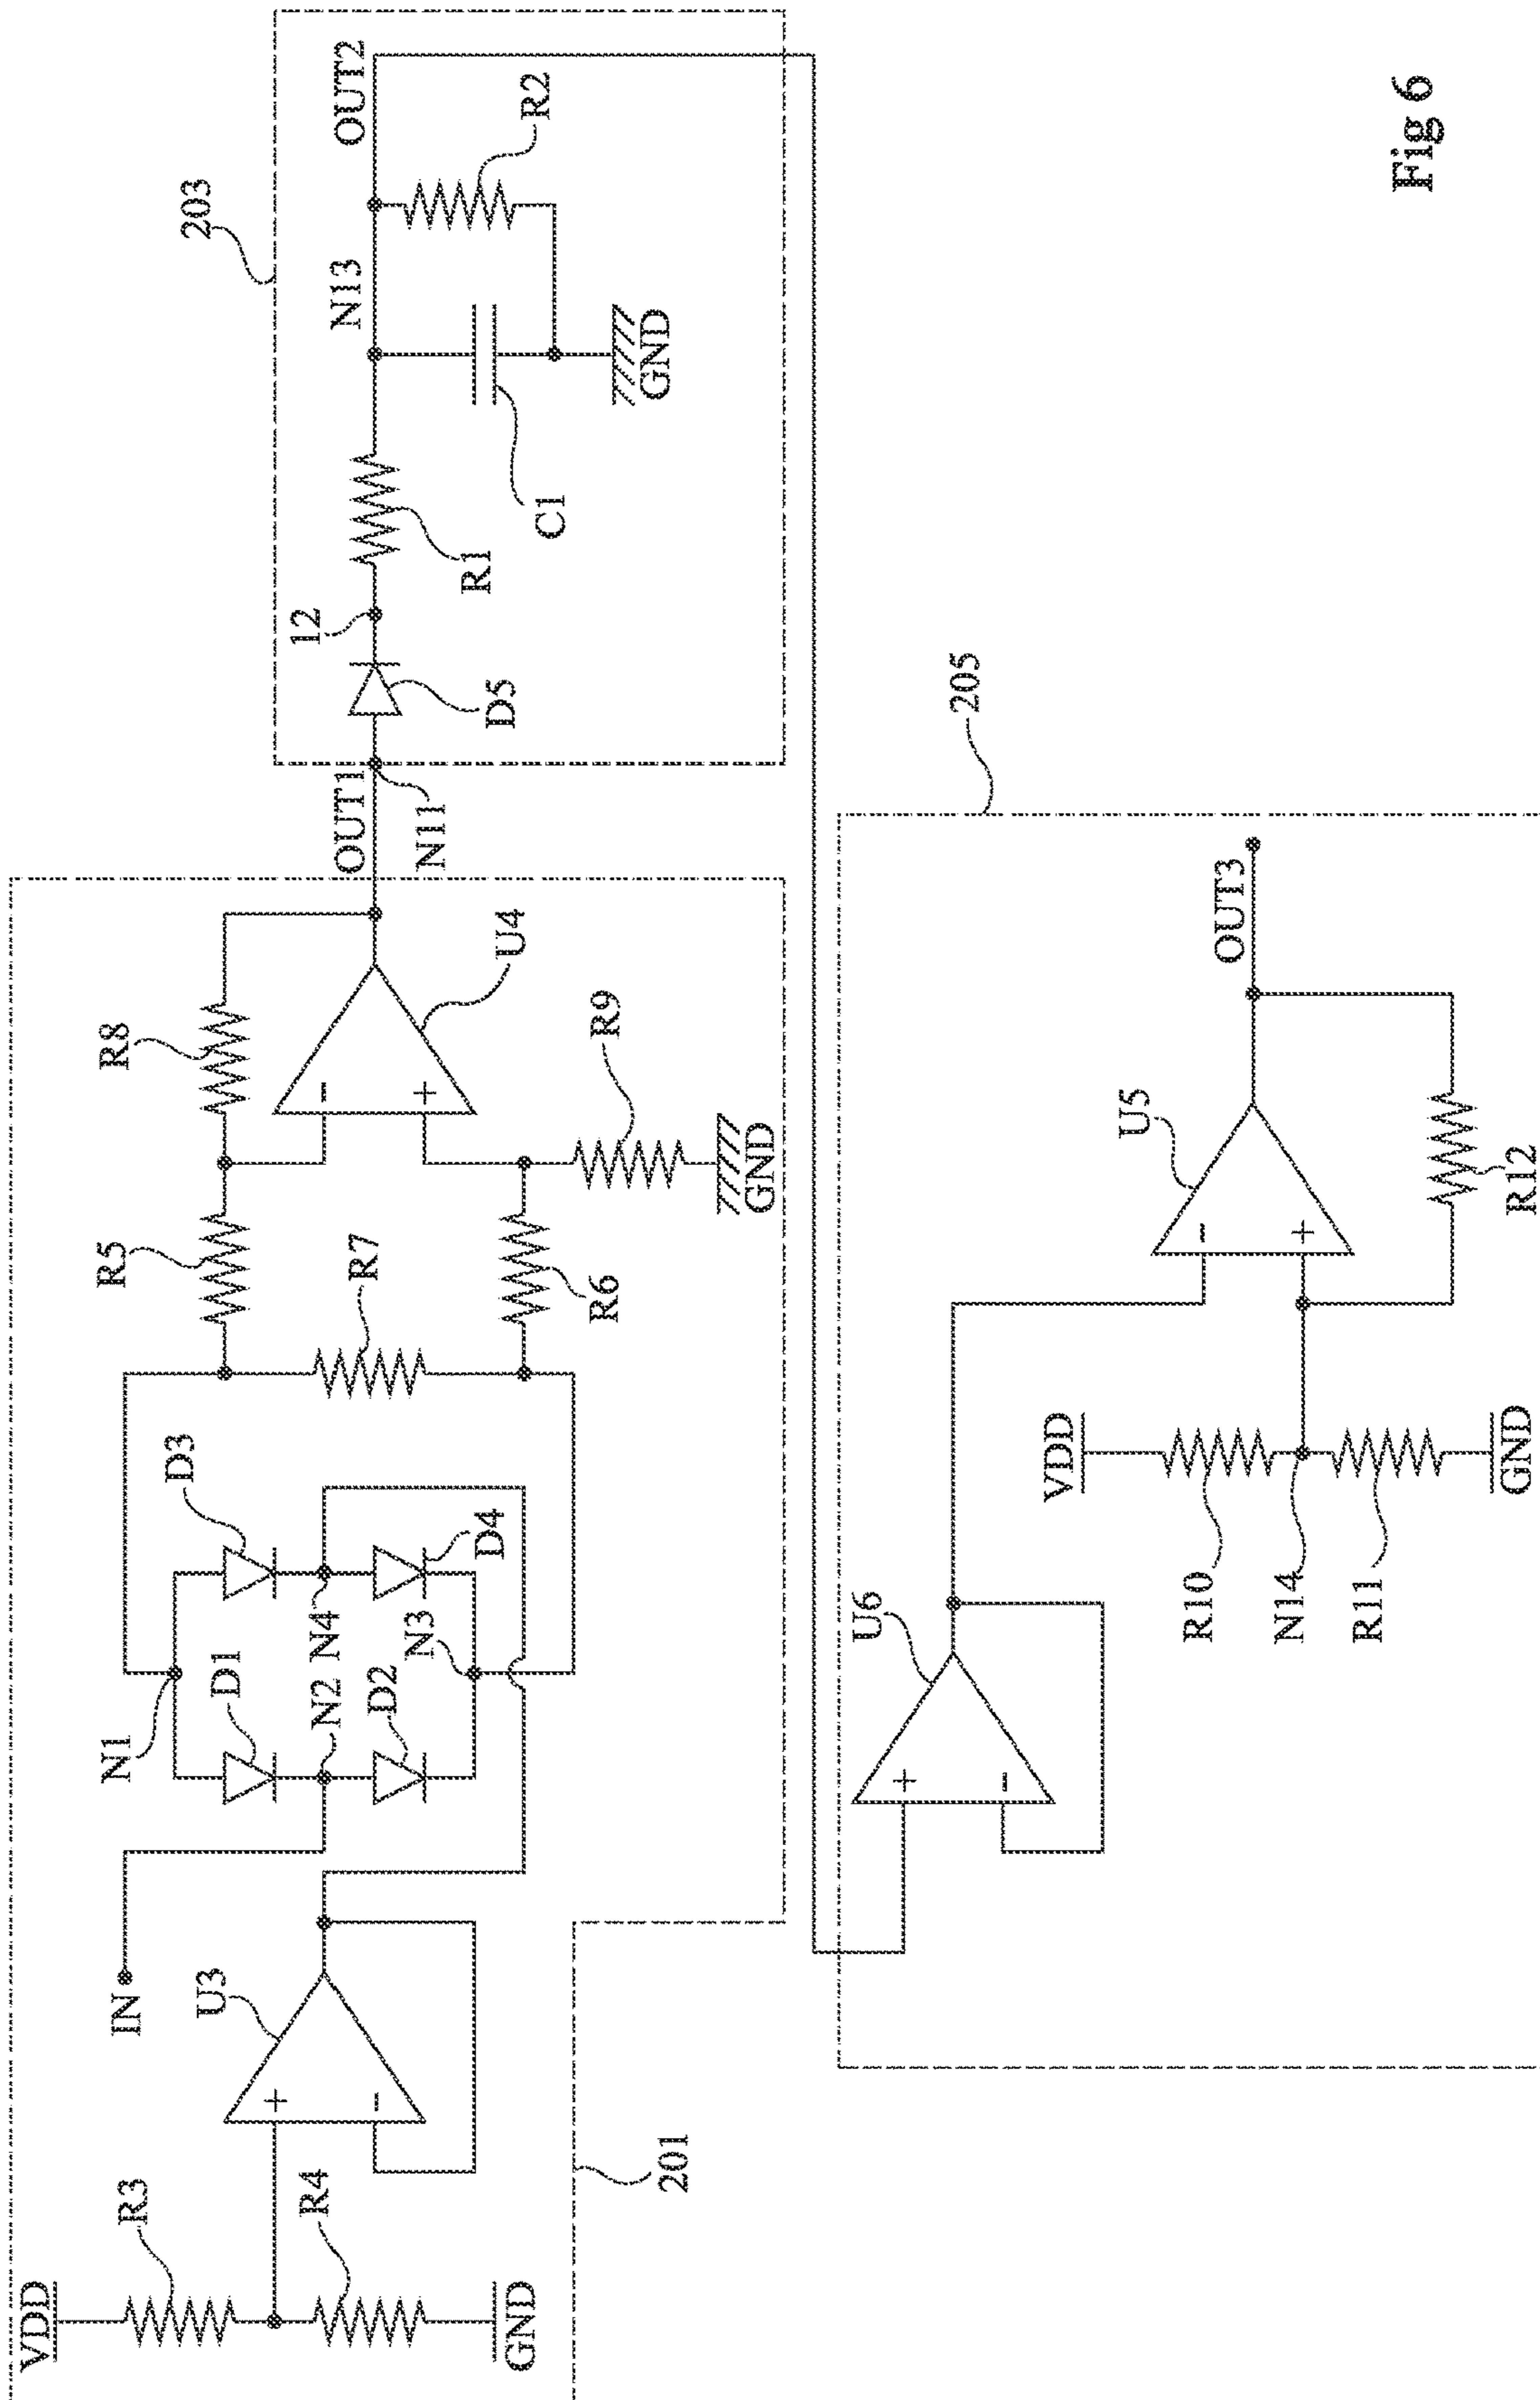 203
OUT2
N13
R2
C1
R1
12
D5
GND
OUT1
N11
R8
U4
R9
R5
R7
R6
GND
D3
D4
N4
N3
N1
D1
N2
D2
IN
U3
+
-
-
+
VDD
R3
R4
GND
201
205
OUT3
U5
-
+
R12
VDD
R10
N14
R11
GND
U6
+
-
Fig 6